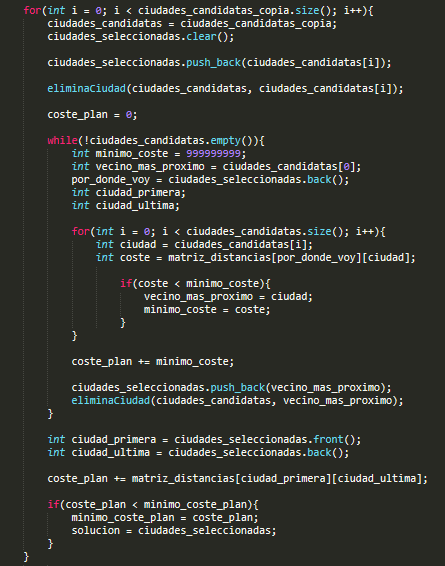 for(int i = 0; i < ciudades_candidatas_copia.size(); i++){
ciudades_candidatas = ciudades_candidatas_copia;
ciudades_seleccionadas.clear();
ciudades_seleccionadas.push_back(ciudades_candidatas[i]);
eliminaCiudad(ciudades_candidatas, ciudades_candidatas[i]);
coste_plan = 0;
while(!ciudades_candidatas.empty()){
int minimo_coste = 999999999;
int vecino_mas_proximo = ciudades_candidatas[0];
por_donde_voy = ciudades_seleccionadas.back();
int ciudad_primera;
int ciudad_ultima;
for(int i = 0; i < ciudades_candidatas.size(); i++){
int ciudad = ciudades_candidatas[i];
int coste = matriz_distancias[por_donde_voy][ciudad];
if(coste < minimo_coste){
vecino_mas_proximo = ciudad;
minimo_coste = coste;
}
}
coste_plan += minimo_coste;
ciudades_seleccionadas.push_back(vecino_mas_proximo);
eliminaCiudad(ciudades_candidatas, vecino_mas_proximo);
}
int ciudad_primera = ciudades_seleccionadas.front();
int ciudad_ultima = ciudades_seleccionadas.back();
coste_plan += matriz_distancias[ciudad_primera][ciudad_ultima];
if(coste_plan < minimo_coste_plan){
minimo_coste_plan = coste_plan;
solucion = ciudades_seleccionadas;
}
}